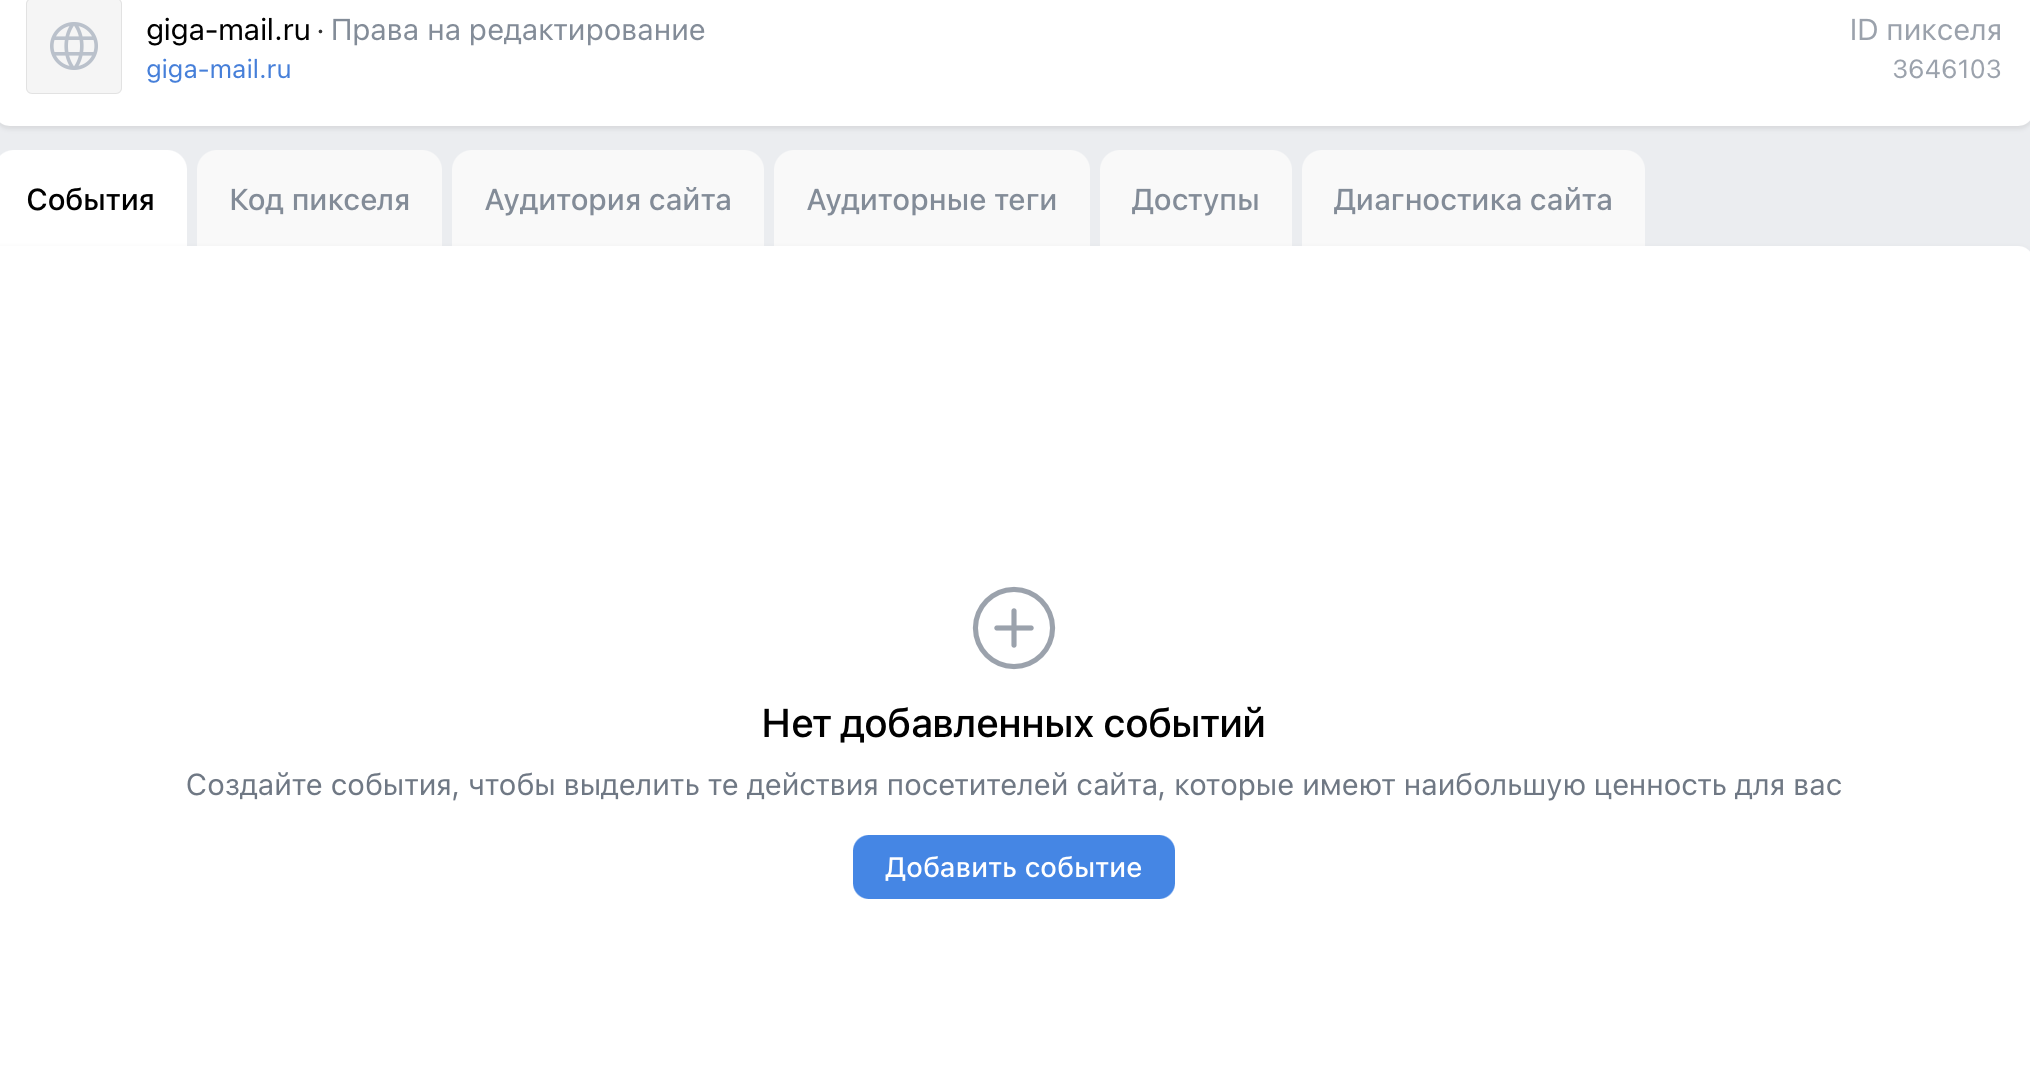 giga-mail.ru · Права на редактирование
ID пикселя
giga-mail.ru
3646103
События
Код пикселя
Аудитория сайта
Аудиторные теги
Доступы
Диагностика сайта
Нет добавленных событий
Создайте события, чтобы выделить те действия посетителей сайта, которые имеют наибольшую ценность для вас
Добавить событие